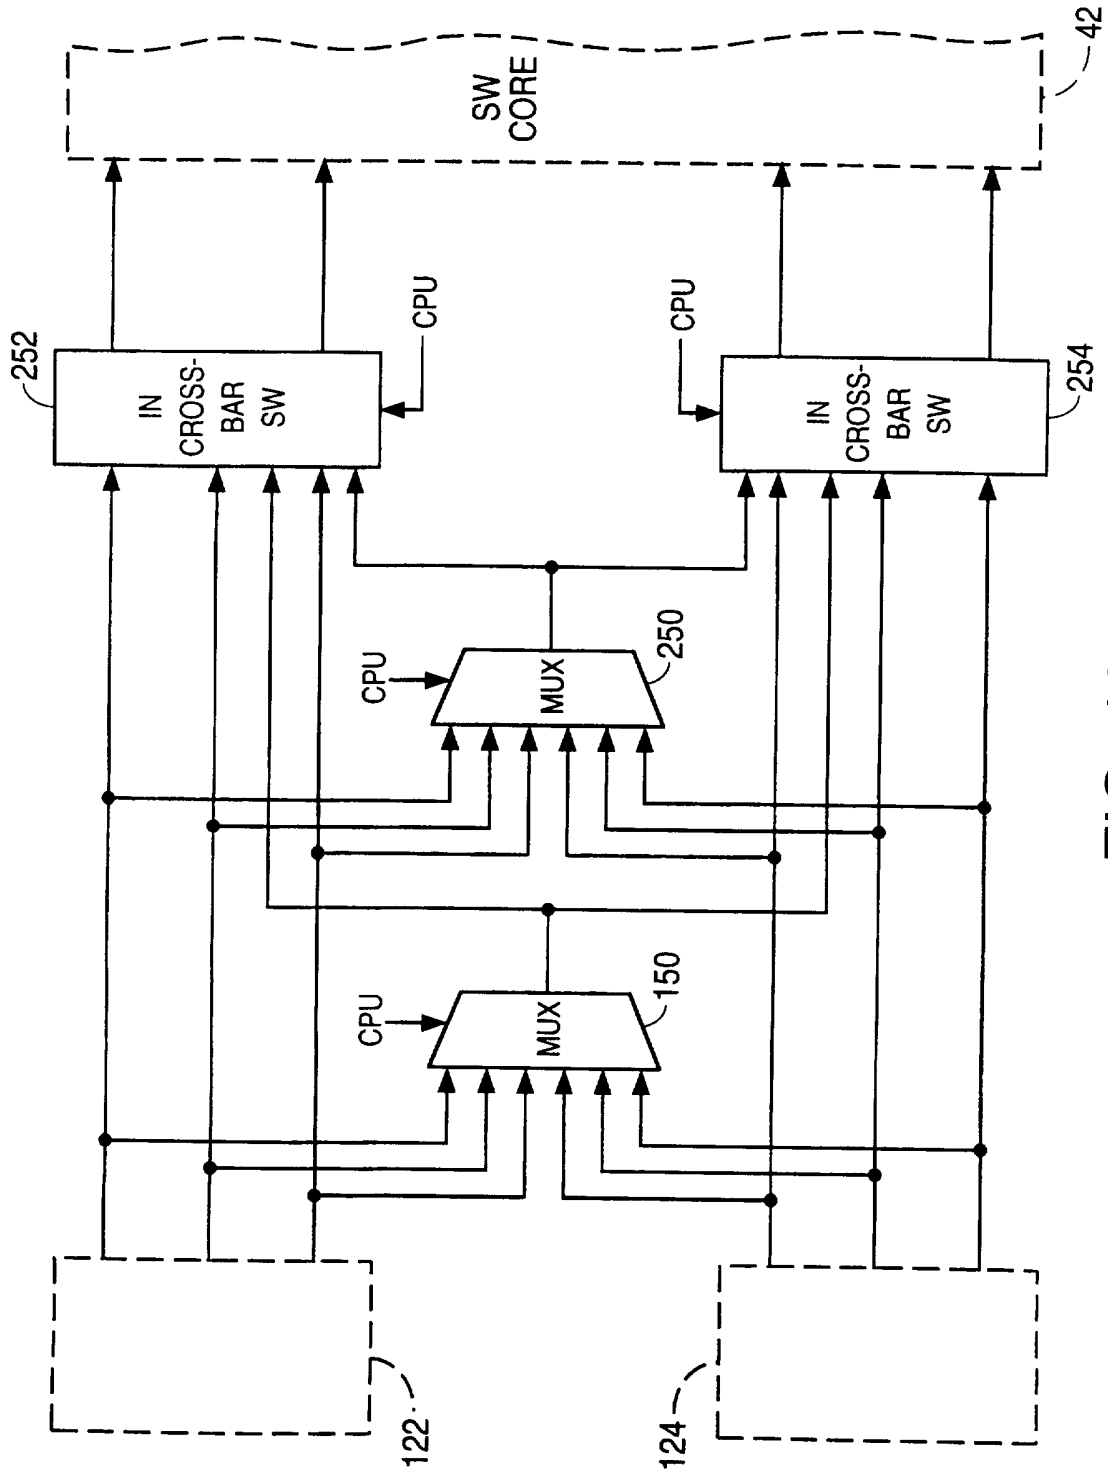 42
SW
CORE
252
IN
CROSS-
BAR
SW
CPU
CPU
IN
CROSS-
BAR
SW
254
CPU
MUX
250
CPU
MUX
150
122
124